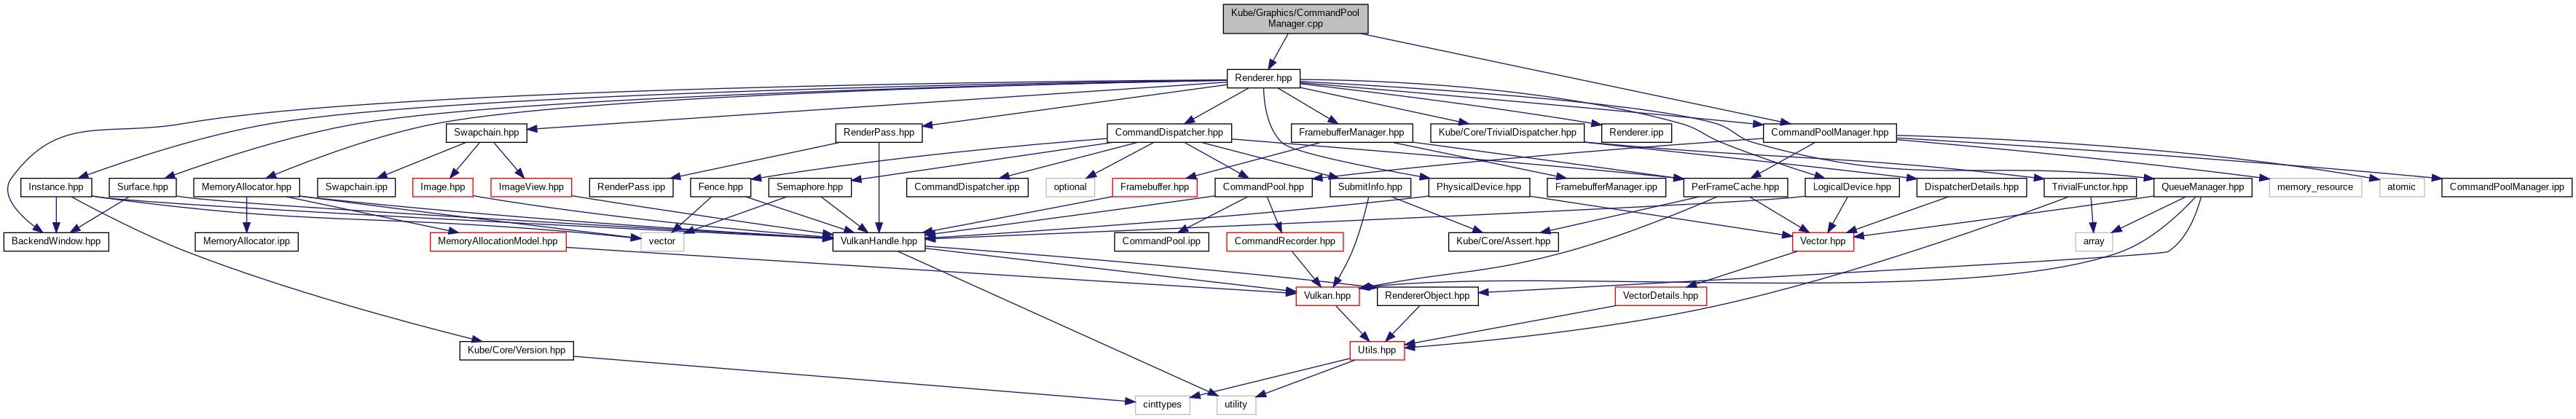 Kube/Graphics/CommandPool
Manager.cpp
Renderer.hpp
Swapchain.hpp
RenderPass.hpp
CommandDispatcher.hpp
FramebufferManager.hpp
Kube/Core/TrivialDispatcher.hpp
Renderer.ipp
CommandPoolManager.hpp
Instance.hpp
Surface.hpp
MemoryAllocator.hpp
Swapchain.ipp
Image.hpp
ImageView.hpp
RenderPass.ipp
Fence.hpp
Semaphore.hpp
CommandDispatcher.ipp
optional
Framebuffer.hpp
CommandPool.hpp
SubmitInfo.hpp
PhysicalDevice.hpp
FramebufferManager.ipp
PerFrameCache.hpp
LogicalDevice.hpp
DispatcherDetails.hpp
TrivialFunctor.hpp
QueueManager.hpp
memory_resource
atomic
CommandPoolManager.ipp
BackendWindow.hpp
MemoryAllocator.ipp
MemoryAllocationModel.hpp
vector
VulkanHandle.hpp
CommandPool.ipp
CommandRecorder.hpp
Kube/Core/Assert.hpp
Vector.hpp
array
Vulkan.hpp
RendererObject.hpp
VectorDetails.hpp
Kube/Core/Version.hpp
Utils.hpp
cinttypes
utility